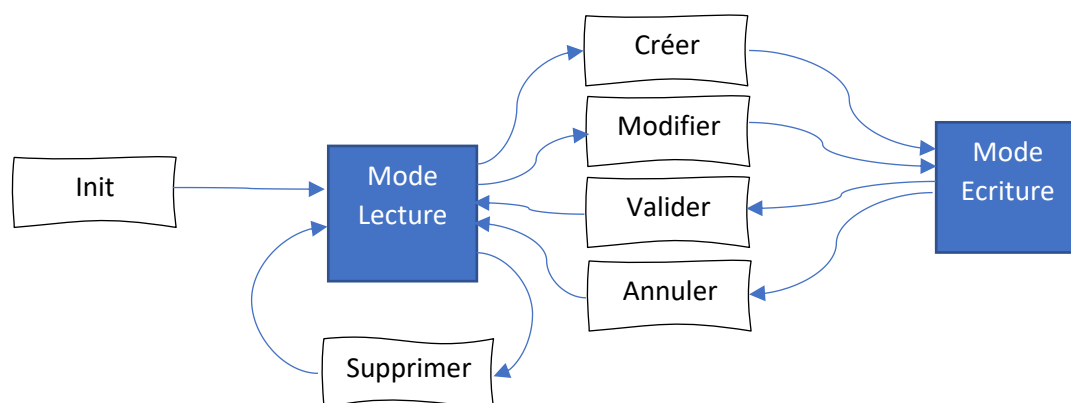 Créer
Modifier
Mode
Ecriture
Init
Mode
Lecture
Valider
Annuler
Supprimer